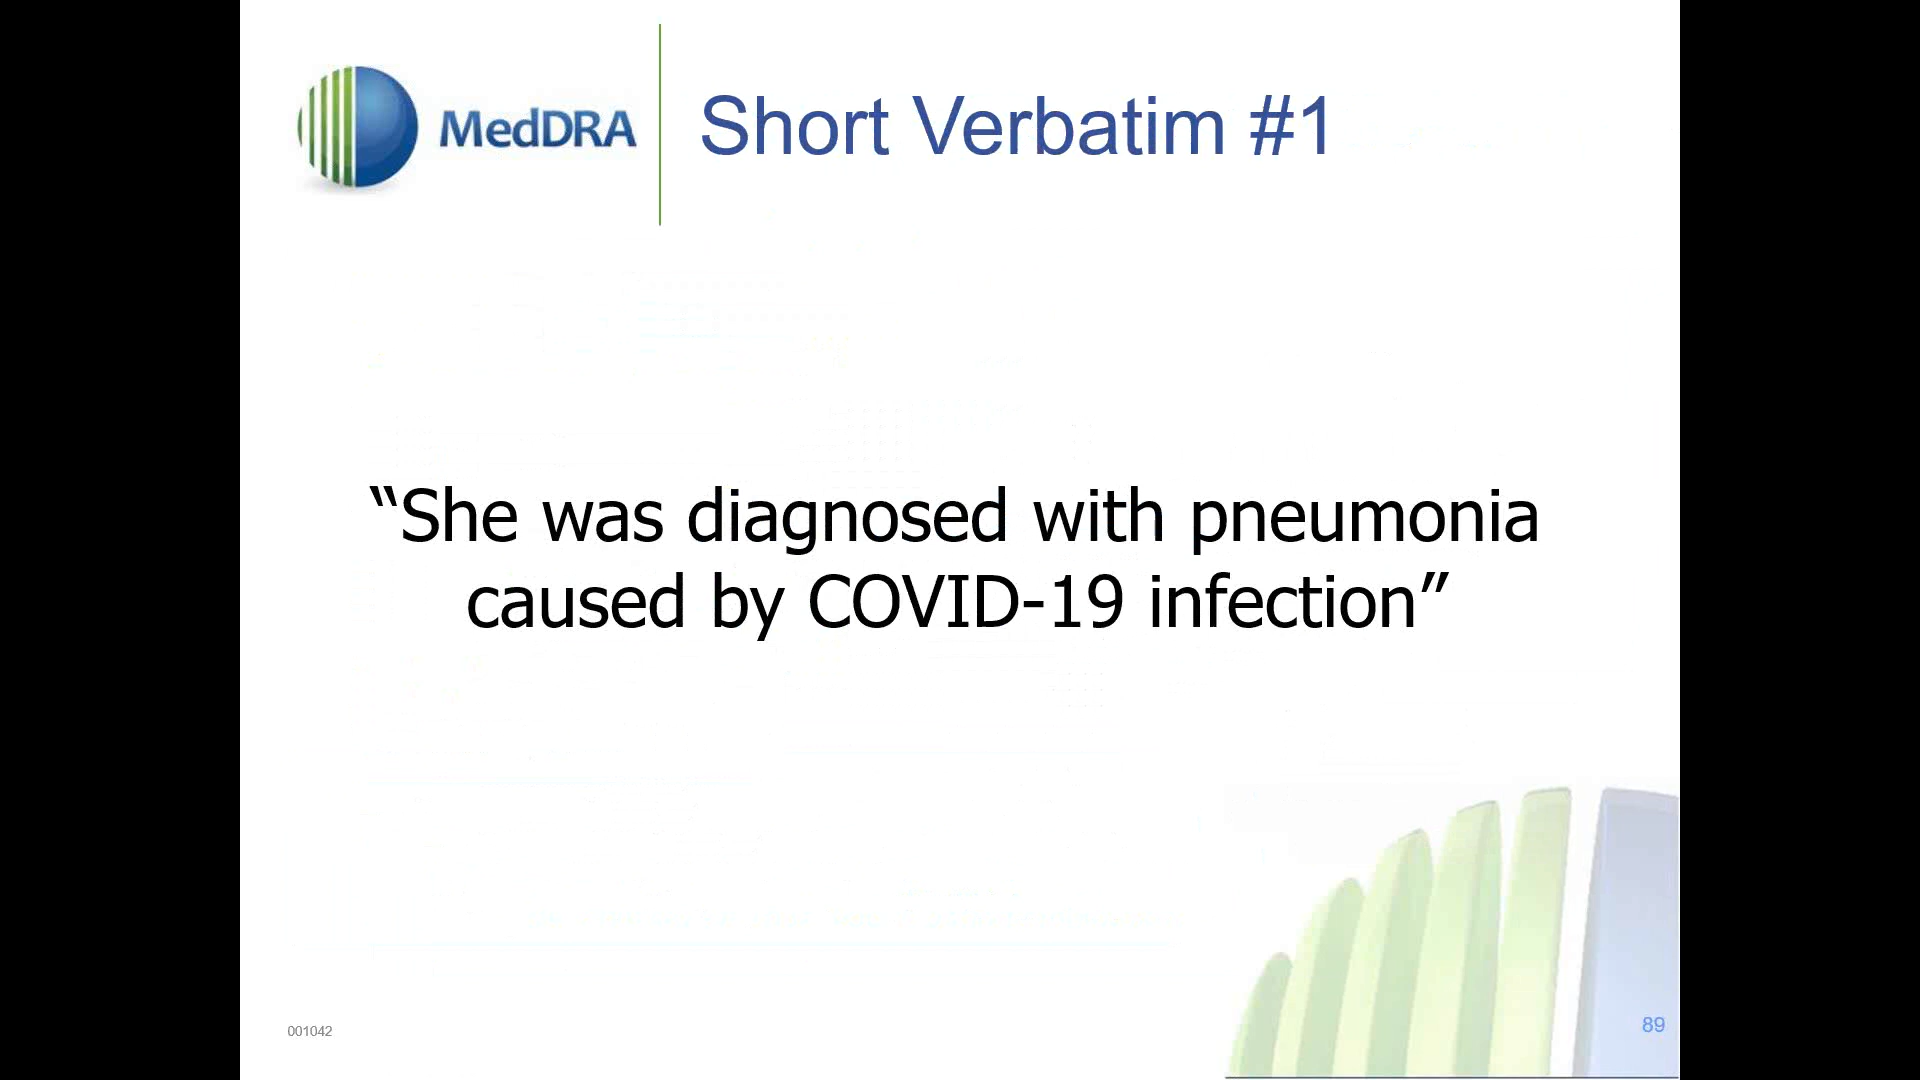 MedDRA
Short Verbatim #1
“She was diagnosed with pneumonia
caused by COVID-19 infection”
001042
89